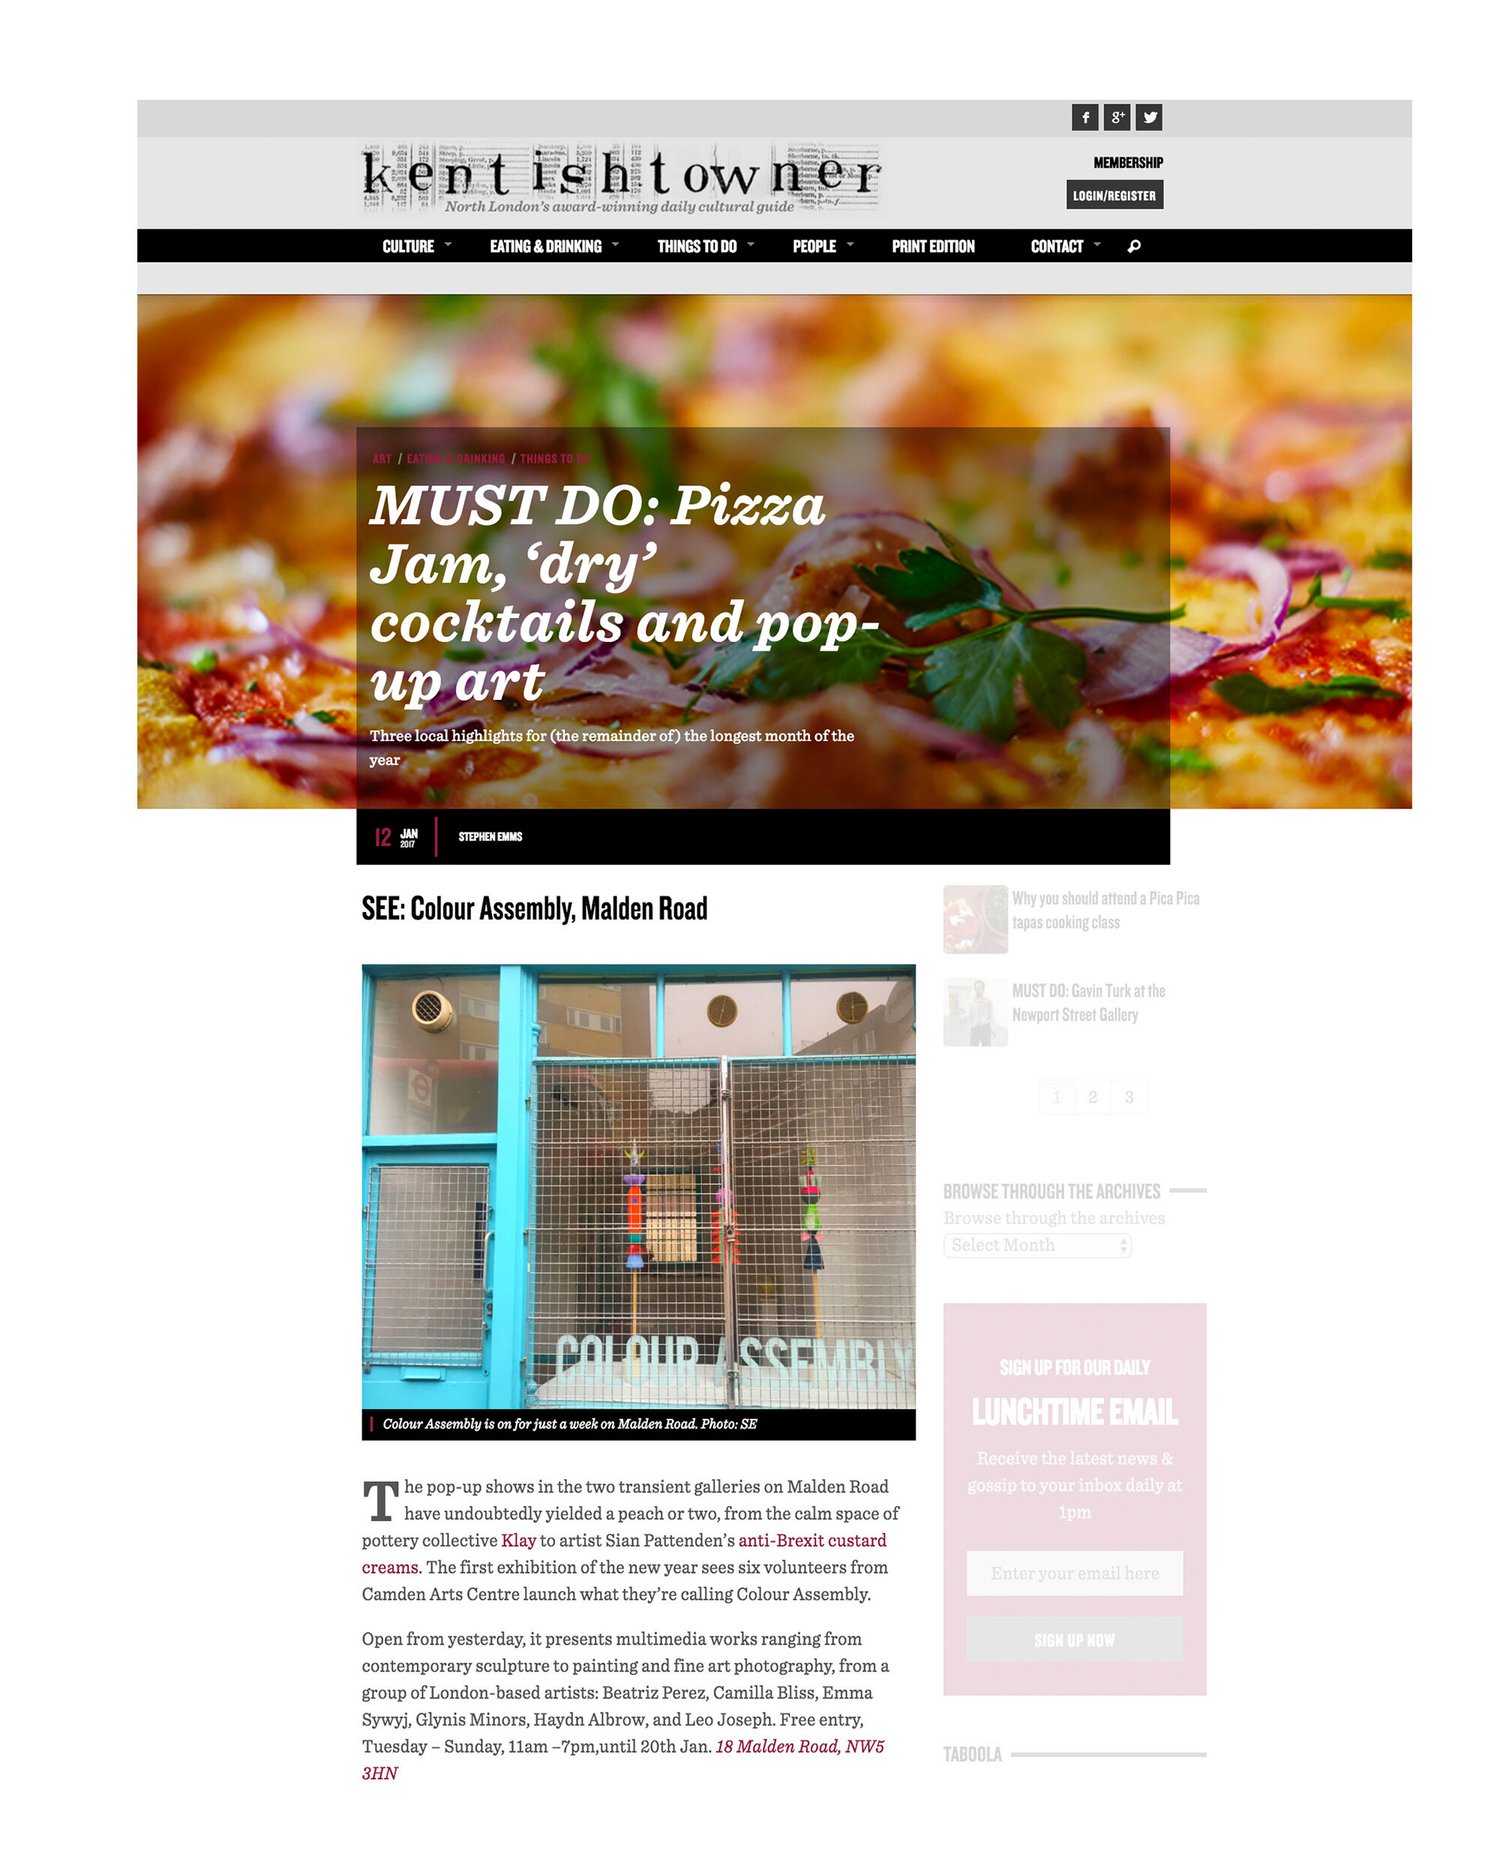 MEMBERSHIP
kentishtowner
North London's award-winning daily cultural guide
LOGIN/REGISTER
CULTURE EATING & DRINKING THINGS TO DO PEOPLE PRINT EDITION CONTACT
ART / EATING & DRINKING / THINGS TO DO
MUST DO: Pizza
Jam, ‘dry’
cocktails and pop-
up art
Three local highlights for (the remainder of) the longest month of the
year
12 JAN
2017
STEPHEN EMMS
SEE: Colour Assembly, Malden Road
COLOUR ASSEMBLY
Colour Assembly is on for just a week on Malden Road. Photo: SE
The pop-up shows in the two transient galleries on Malden Road
have undoubtedly yielded a peach or two, from the calm space of
pottery collective Klay to artist Sian Pattenden’s anti-Brexit custard
creams. The first exhibition of the new year sees six volunteers from
Camden Arts Centre launch what they’re calling Colour Assembly.
Open from yesterday, it presents multimedia works ranging from
contemporary sculpture to painting and fine art photography, from a
group of London-based artists: Beatriz Perez, Camilla Bliss, Emma
Sywyj, Glynis Minors, Haydn Albrow, and Leo Joseph. Free entry,
Tuesday – Sunday, 11am –7pm,until 20th Jan. 18 Malden Road, NW5
3HN
Why you should attend a Pica Pica
tapas cooking class
MUST DO: Gavin Turk at the
Newport Street Gallery
1 2 3
BROWSE THROUGH THE ARCHIVES
Browse through the archives
Select Month
SIGN UP FOR OUR DAILY
LUNCHTIME EMAIL
Receive the latest news &
gossip to your inbox daily at
1pm
Enter your email here
SIGN UP NOW
TABOOLA